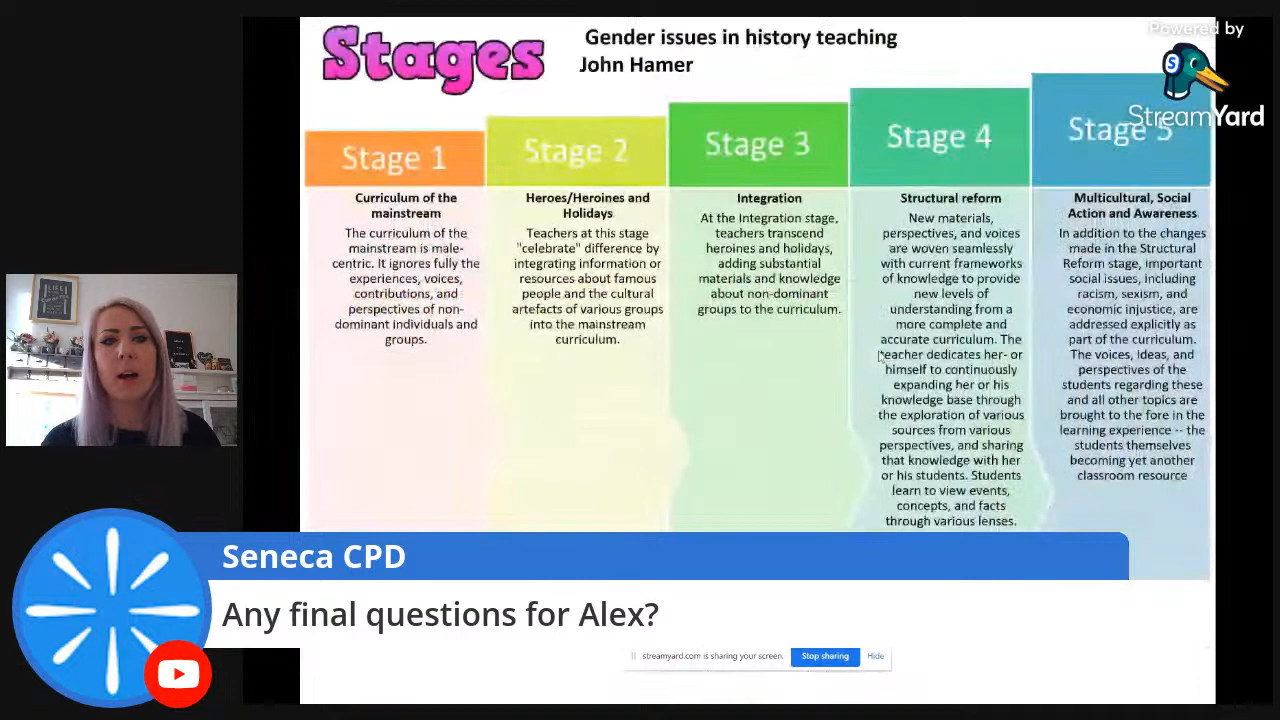 Powered by
StreamYard
Stages
Gender issues in history teaching
John Hamer
Stage 1
Stage 2
Stage 3
Stage 4
Stage 5
Curriculum of the
mainstream
The curriculum of the
mainstream is male-
centric. It ignores fully the
experiences, voices,
contributions, and
perspectives of non-
dominant individuals and
groups.
Heroes/Heroines and
Holidays
Teachers at this stage
"celebrate" difference by
integrating information or
resources about famous
people and the cultural
artefacts of various groups
into the mainstream
curriculum.
Integration
At the Integration stage,
teachers transcend
heroines and holidays,
adding substantial
materials and knowledge
about non-dominant
groups to the curriculum.
Structural reform
New materials,
perspectives, and voices
are woven seamlessly
with current frameworks
of knowledge to provide
new levels of
understanding from a
more complete and
accurate curriculum. The
teacher dedicates her- or
himself to continuously
expanding her or his
knowledge base through
the exploration of various
sources from various
perspectives, and sharing
that knowledge with her
or his students. Students
learn to view events,
concepts, and facts
through various lenses.
Multicultural, Social
Action and Awareness
In addition to the changes
made in the Structural
Reform stage, important
social issues, including
racism, sexism, and
economic injustice, are
addressed explicitly as
part of the curriculum.
The voices, ideas, and
perspectives of the
students regarding these
and all other topics are
brought to the fore in the
learning experience -- the
students themselves
becoming yet another
classroom resource
Seneca CPD
Any final questions for Alex?
streamyard.com is sharing your screen.
Stop sharing
Hide